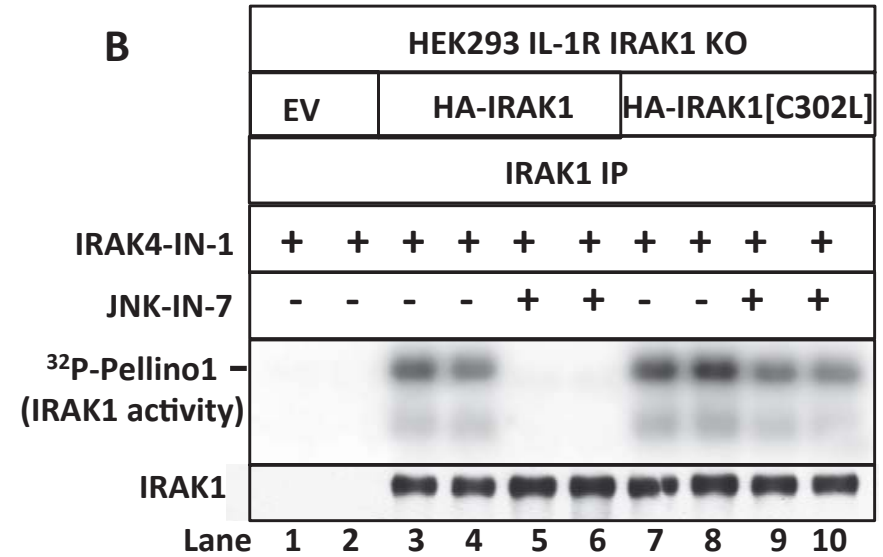 B
HEK293 IL-1R IRAK1 KO
EV HA-IRAK1 HA-IRAK1[C302L]
IRAK1 IP
IRAK4-IN-1 + + + + + + + + + +
JNK-IN-7 - - - - + + - - + +
³²P-Pellino1 –
(IRAK1 activity)
IRAK1
Lane 1 2 3 4 5 6 7 8 9 10